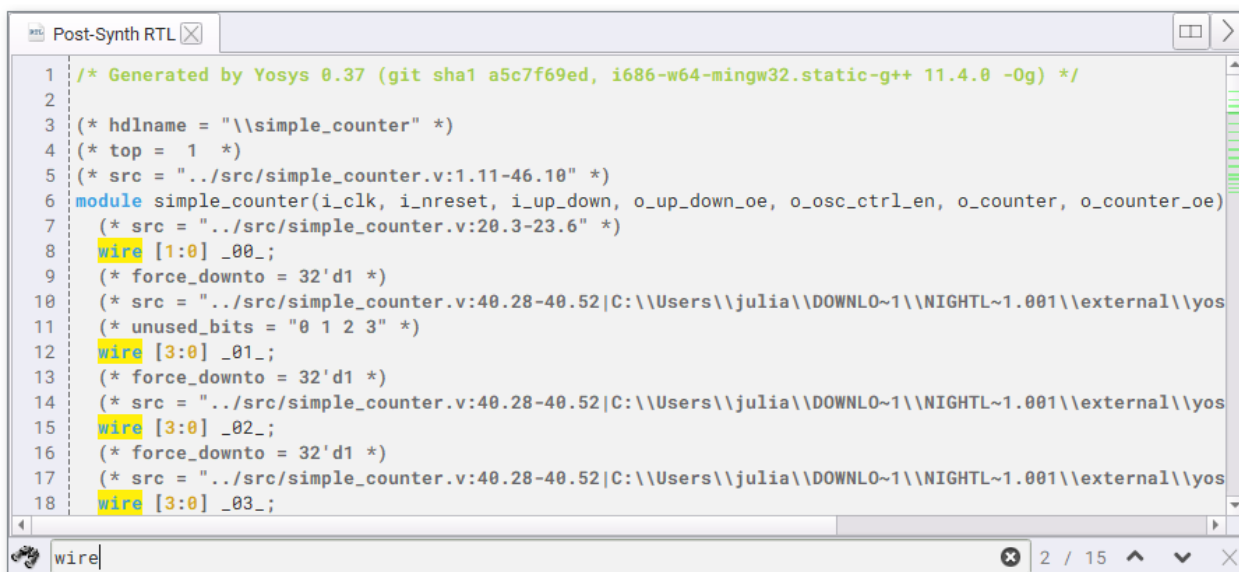 Post-Synth RTL
1 /* Generated by Yosys 0.37 (git sha1 a5c7f69ed, i686-w64-mingw32.static-g++ 11.4.0 -Og) */
2
3 (* hdlname = "\\simple_counter" *)
4 (* top =  1  *)
5 (* src = "../src/simple_counter.v:1.11-46.10" *)
6 module simple_counter(i_clk, i_nreset, i_up_down, o_up_down_oe, o_osc_ctrl_en, o_counter, o_counter_oe)
7   (* src = "../src/simple_counter.v:20.3-23.6" *)
8   wire [1:0] _00_;
9   (* force_downto = 32'd1 *)
10   (* src = "../src/simple_counter.v:40.28-40.52|C:\\Users\\julia\\DOWNLO~1\\NIGHTL~1.001\\external\\yos
11   (* unused_bits = "0 1 2 3" *)
12   wire [3:0] _01_;
13   (* force_downto = 32'd1 *)
14   (* src = "../src/simple_counter.v:40.28-40.52|C:\\Users\\julia\\DOWNLO~1\\NIGHTL~1.001\\external\\yos
15   wire [3:0] _02_;
16   (* force_downto = 32'd1 *)
17   (* src = "../src/simple_counter.v:40.28-40.52|C:\\Users\\julia\\DOWNLO~1\\NIGHTL~1.001\\external\\yos
18   wire [3:0] _03_;
wire 2 / 15